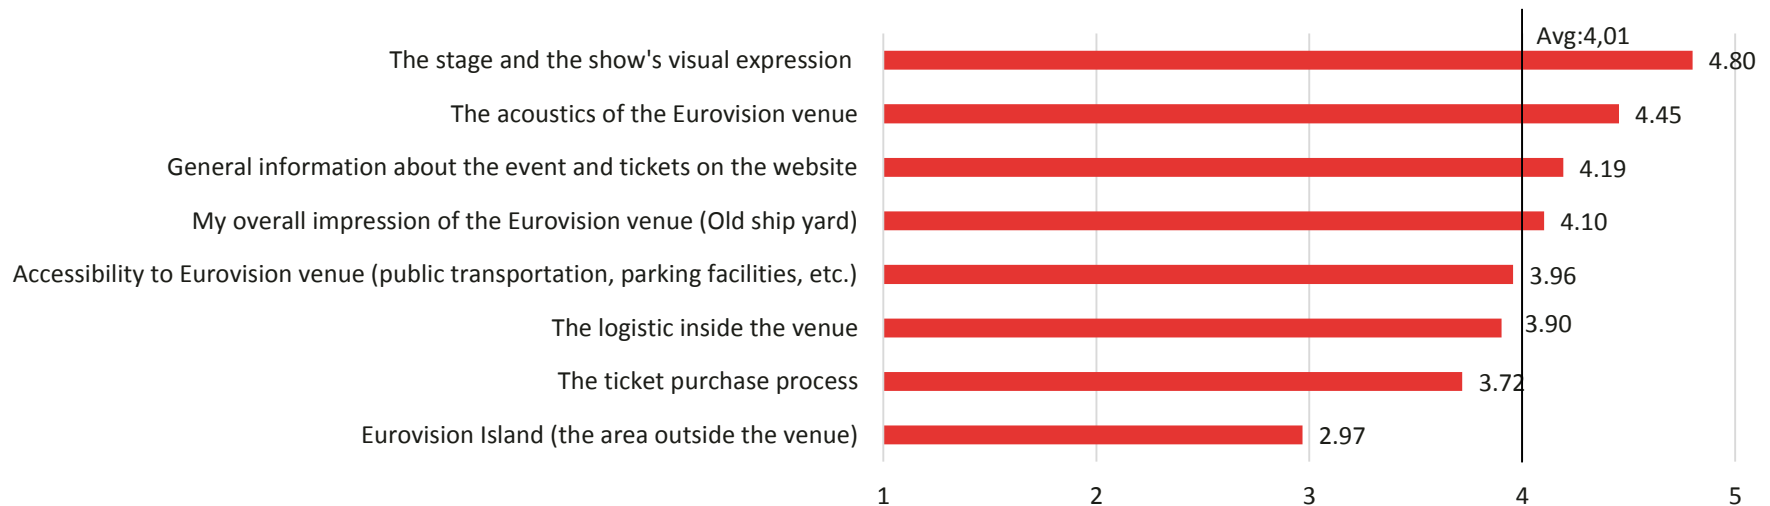 Avg:4,01
The stage and the show's visual expression 4.80
The acoustics of the Eurovision venue 4.45
General information about the event and tickets on the website 4.19
My overall impression of the Eurovision venue (Old ship yard) 4.10
Accessibility to Eurovision venue (public transportation, parking facilities, etc.) 3.96
The logistic inside the venue 3.90
The ticket purchase process 3.72
Eurovision Island (the area outside the venue) 2.97
1 2 3 4 5